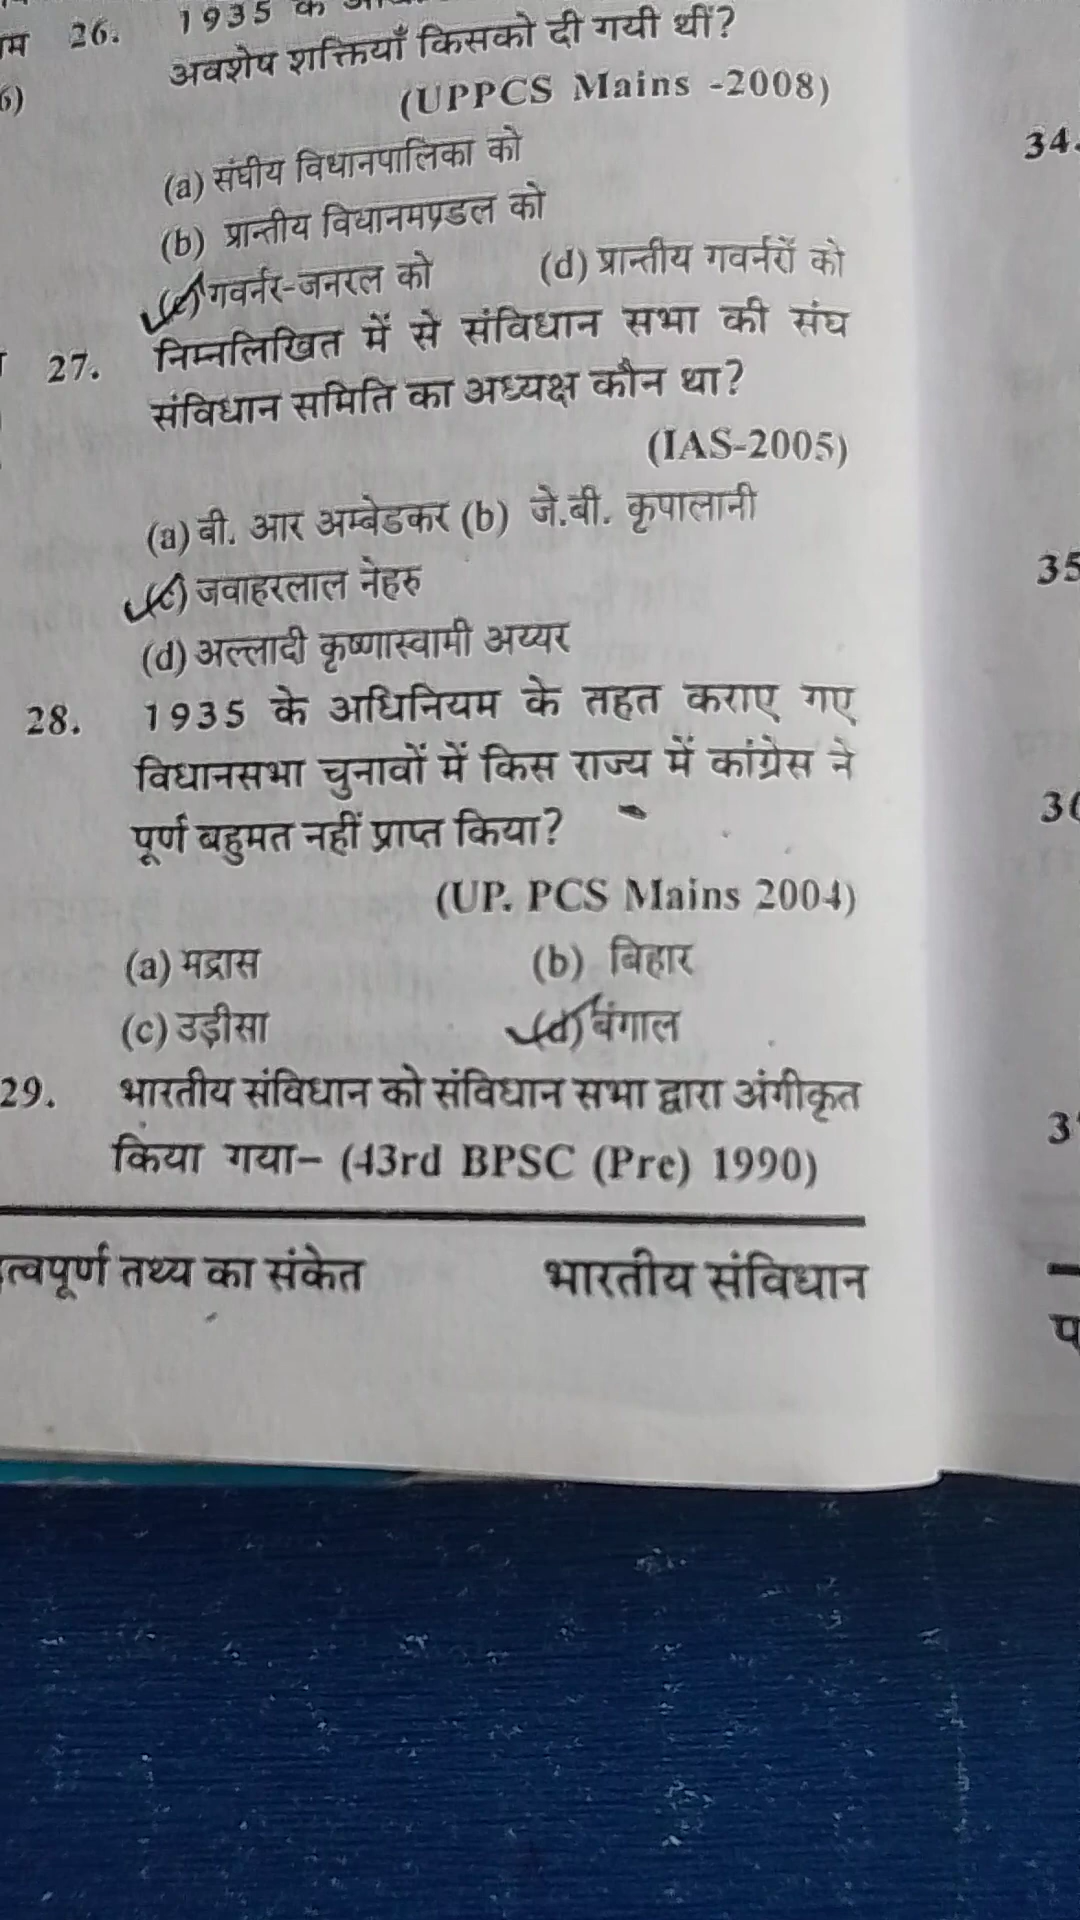 26. 1935 के
अवशेष शक्तियाँ किसको दी गयी थीं?
(UPPCS Mains -2008)
(a) संघीय विधानपालिका को
(b) प्रान्तीय विधानमण्डल को
(c) गवर्नर-जनरल को (d) प्रान्तीय गवर्नरों को
27. निम्नलिखित में से संविधान सभा की संघ
संविधान समिति का अध्यक्ष कौन था?
(IAS-2005)
(a) बी. आर अम्बेडकर (b) जे.बी. कृपालानी
(c) जवाहरलाल नेहरु
(d) अल्लादी कृष्णास्वामी अय्यर
28. 1935 के अधिनियम के तहत कराए गए
विधानसभा चुनावों में किस राज्य में कांग्रेस ने
पूर्ण बहुमत नहीं प्राप्त किया?
(UP. PCS Mains 2004)
(a) मद्रास (b) बिहार
(c) उड़ीसा (d) बंगाल
29. भारतीय संविधान को संविधान सभा द्वारा अंगीकृत
किया गया– (43rd BPSC (Pre) 1990)
तथ्य का संकेत भारतीय संविधान
34.
35